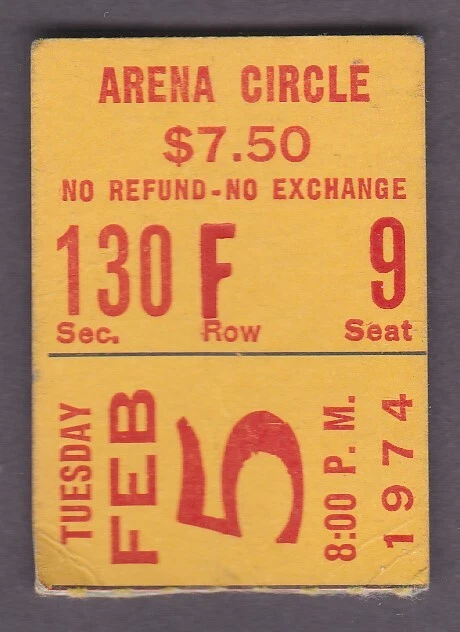 ARENA CIRCLE
$7.50
NO REFUND-NO EXCHANGE
130 F 9
Sec. Row Seat
TUESDAY
FEB
5
8:00 P. M.
1974